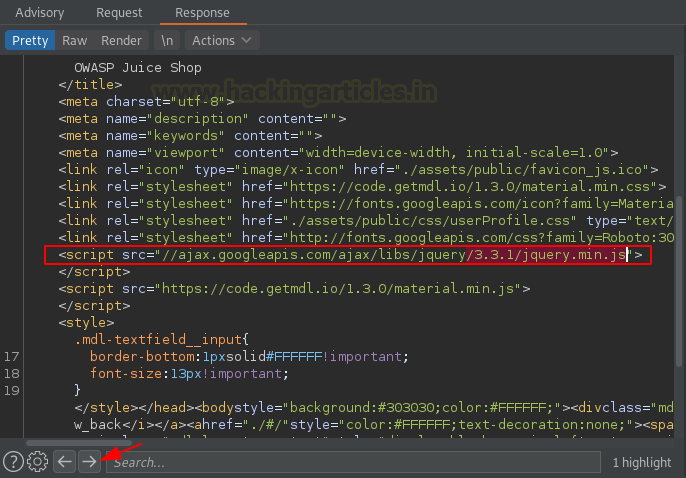 Advisory Request Response
Pretty Raw Render \n Actions
OWASP Juice Shop
</title>
www.hackingarticles.in
<meta charset="utf-8">
<meta name="description" content="">
<meta name="keywords" content="">
<meta name="viewport" content="width=device-width, initial-scale=1.0">
<link rel="icon" type="image/x-icon" href="./assets/public/favicon_js.ico">
<link rel="stylesheet" href="https://code.getmdl.io/1.3.0/material.min.css">
<link rel="stylesheet" href="https://fonts.googleapis.com/icon?family=Materia
<link rel="stylesheet" href="./assets/public/css/userProfile.css" type="text/
<link rel="stylesheet" href="http://fonts.googleapis.com/css?family=Roboto:30
<script src="//ajax.googleapis.com/ajax/libs/jquery/3.3.1/jquery.min.js">
</script>
<script src="https://code.getmdl.io/1.3.0/material.min.js">
</script>
<style>
.mdl-textfield__input{
17 border-bottom:1pxsolid#FFFFFF!important;
18 font-size:13px!important;
19 }
</style></head><bodystyle="background:#303030;color:#FFFFFF;"><divclass="md
w_back</i></a><ahref="./#/"style="color:#FFFFFF;text-decoration:none;"><spa
Search... 1 highlight